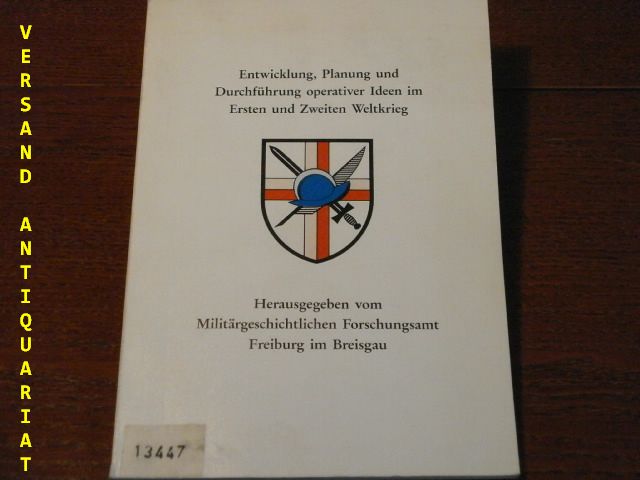 VERSAND ANTIQUARIAT
Entwicklung, Planung und
Durchführung operativer Ideen im
Ersten und Zweiten Weltkrieg
Herausgegeben vom
Militärgeschichtlichen Forschungsamt
Freiburg im Breisgau
13447